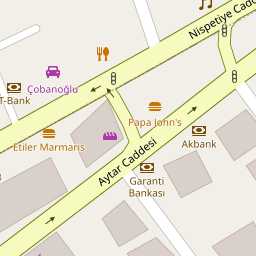 Nispetiye Cadd
Çobanoğlu
T-Bank
Papa John's
Etiler Marmaris
Akbank
Aytar Caddesi
Garanti
Bankası